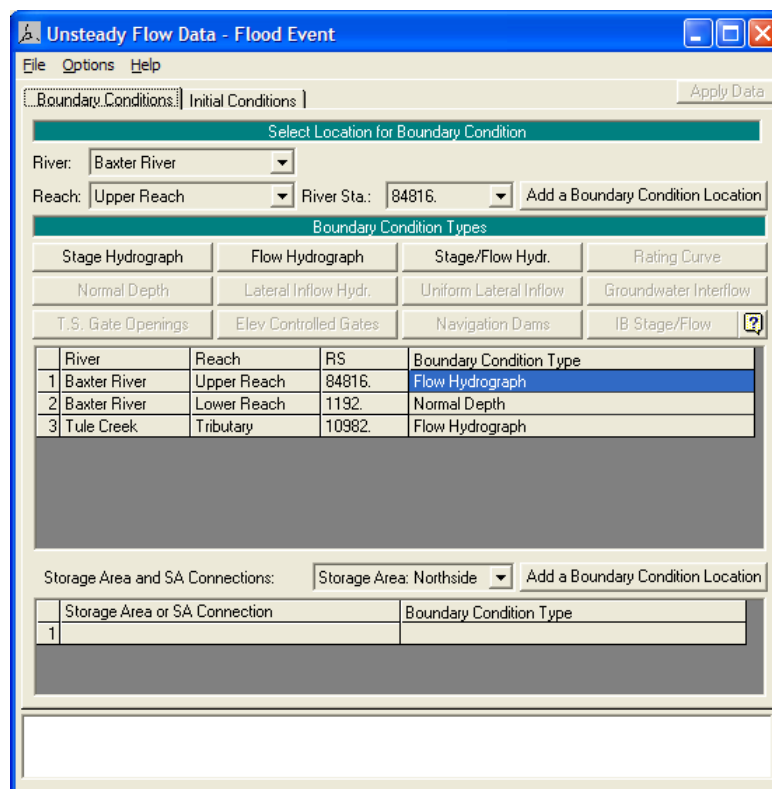 Unsteady Flow Data - Flood Event
File Options Help
Boundary Conditions Initial Conditions Apply Data
Select Location for Boundary Condition
River: Baxter River
Reach: Upper Reach River Sta.: 84816. Add a Boundary Condition Location
Boundary Condition Types
Stage Hydrograph Flow Hydrograph Stage/Flow Hydr. Rating Curve
Normal Depth Lateral Inflow Hydr. Uniform Lateral Inflow Groundwater Interflow
T.S. Gate Openings Elev Controlled Gates Navigation Dams IB Stage/Flow ?
River Reach RS Boundary Condition Type
1 Baxter River Upper Reach 84816. Flow Hydrograph
2 Baxter River Lower Reach 1192. Normal Depth
3 Tule Creek Tributary 10982. Flow Hydrograph
Storage Area and SA Connections: Storage Area: Northside Add a Boundary Condition Location
Storage Area or SA Connection Boundary Condition Type
1